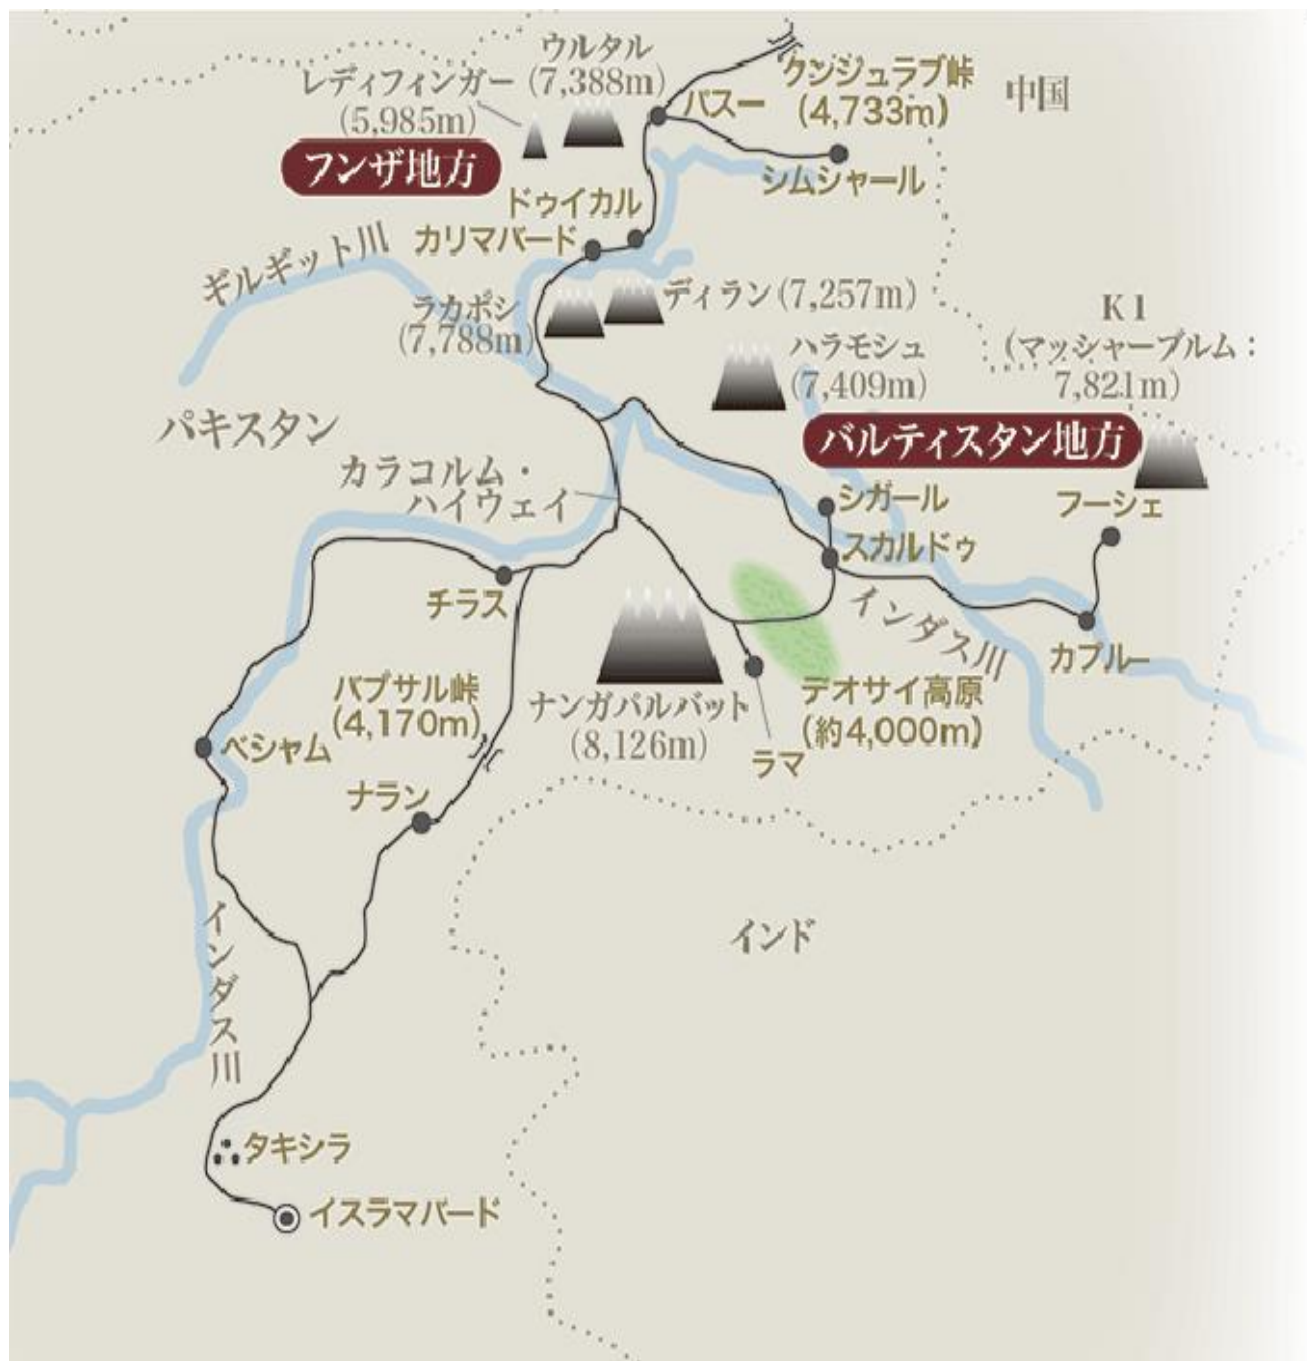 ウルタル
(7,388m)
レディフィンガー
(5,985m)
クンジュラブ峠
(4,733m)
中国
パスー
フンザ地方
シムシャール
ドゥイカル
カリマバード
ギルギット川
ラカポシ
(7,788m)
ディラン(7,257m)
K1
(マッシャーブルム:
7,821m)
ハラモシュ
(7,409m)
パキスタン
バルティスタン地方
カラコルム・
ハイウェイ
シガール
フーシェ
スカルドゥ
チラス
インダス川
カプルー
バブサル峠
(4,170m)
ナンガパルバット
(8,126m)
デオサイ高原
(約4,000m)
ベシャム
ラマ
ナラン
インド
インダス川
タキシラ
イスラマバード